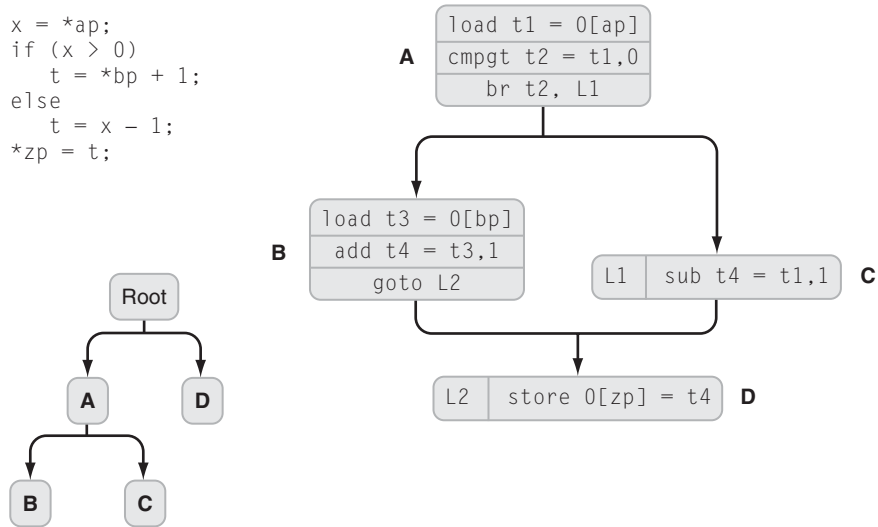 x = *ap;
if (x > 0)
   t = *bp + 1;
else
   t = x – 1;
*zp = t;
A
load t1 = 0[ap]
cmpgt t2 = t1,0
br t2, L1
B
load t3 = 0[bp]
add t4 = t3,1
goto L2
L1 sub t4 = t1,1 C
L2 store 0[zp] = t4 D
Root
A D
B C